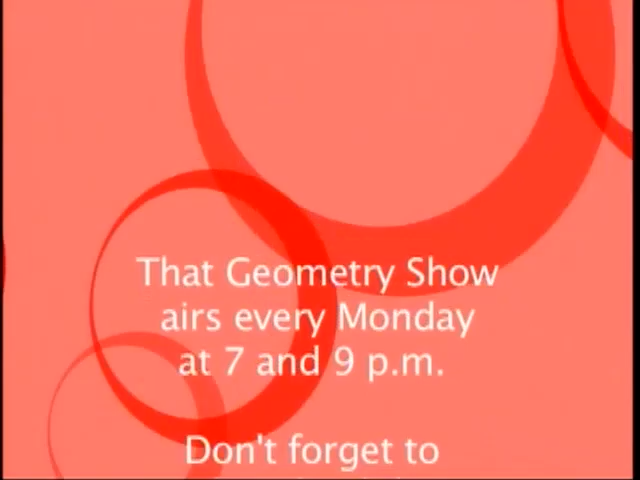 That Geometry Show
airs every Monday
at 7 and 9 p.m.
Don't forget to